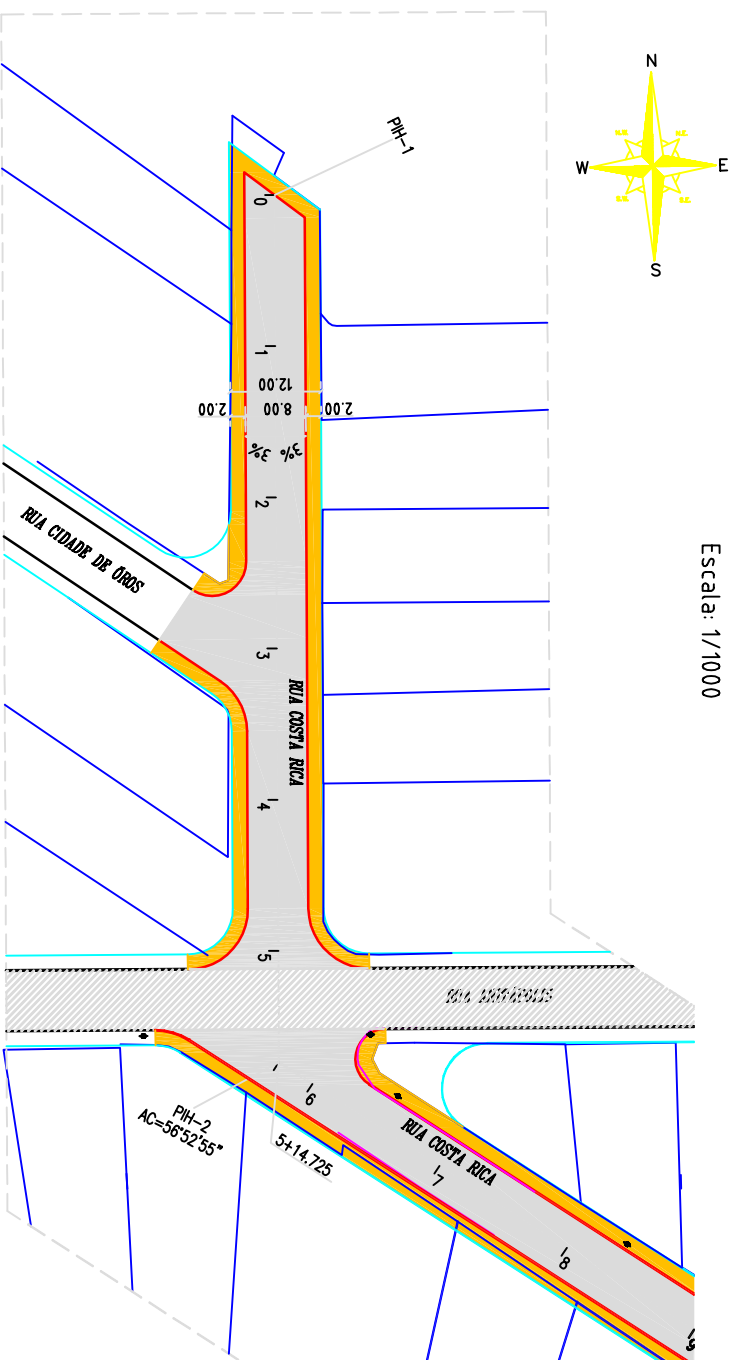 N
W
E
S
PIH-1
0
1
12.00
2.00
8.00
2.00
3%
3%
2
RUA CIDADE DE ÓROS
3
RUA COSTA RICA
4
5
Escala: 1/1000
6
PIH-2
AC=56°52'55"
5+14.725
RUA COSTA RICA
7
8
9